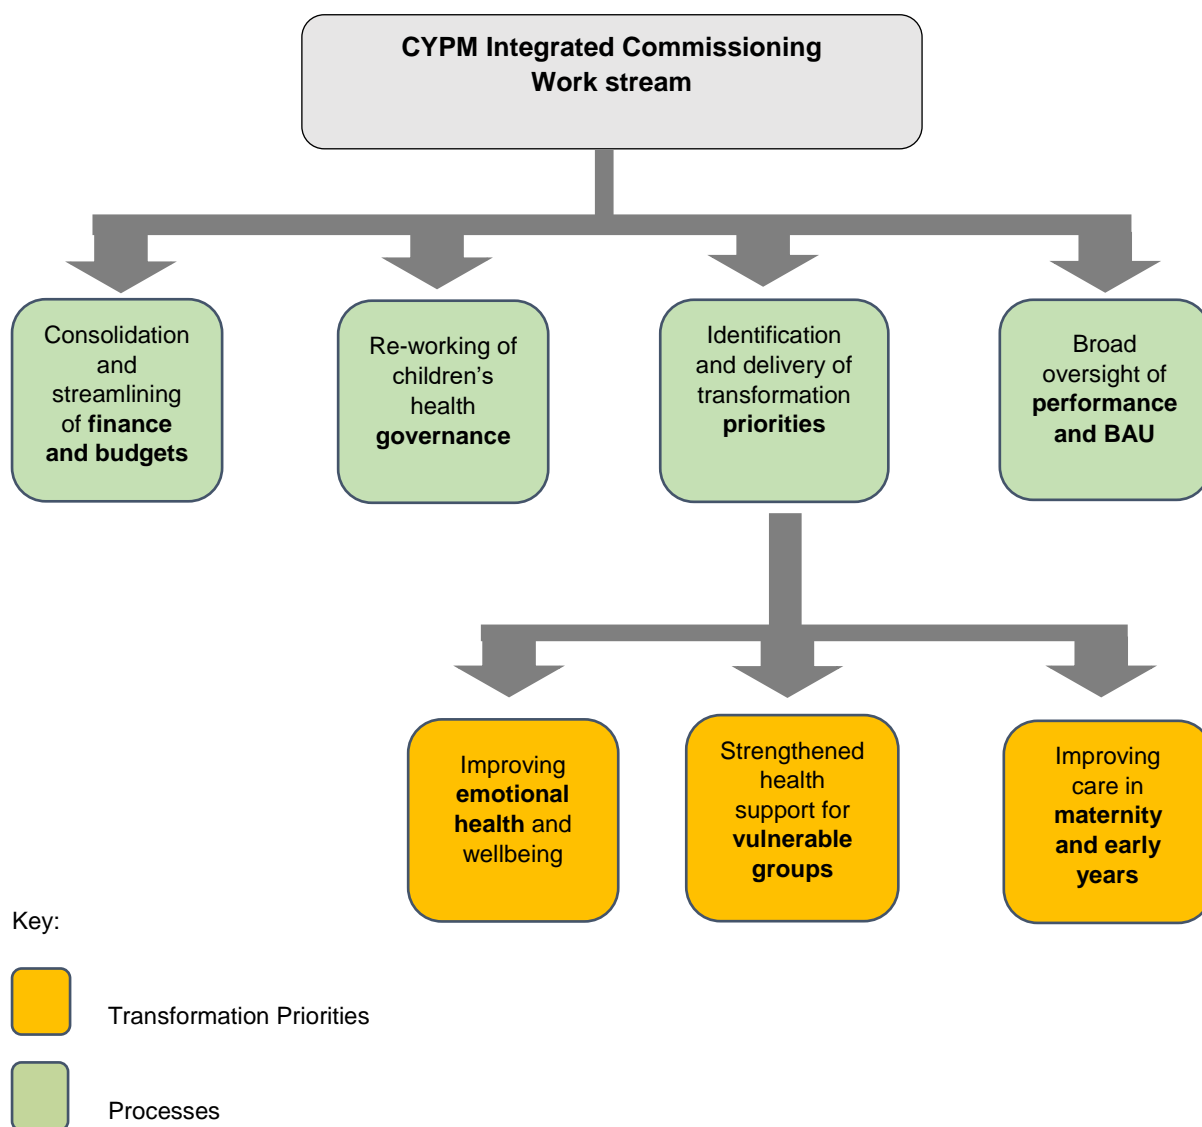 CYPM Integrated Commissioning
Work stream
Consolidation
and
streamlining
of finance
and budgets
Re-working of
children’s
health
governance
Identification
and delivery of
transformation
priorities
Broad
oversight of
performance
and BAU
Improving
emotional
health and
wellbeing
Strengthened
health
support for
vulnerable
groups
Improving
care in
maternity
and early
years
Key:
Transformation Priorities
Processes